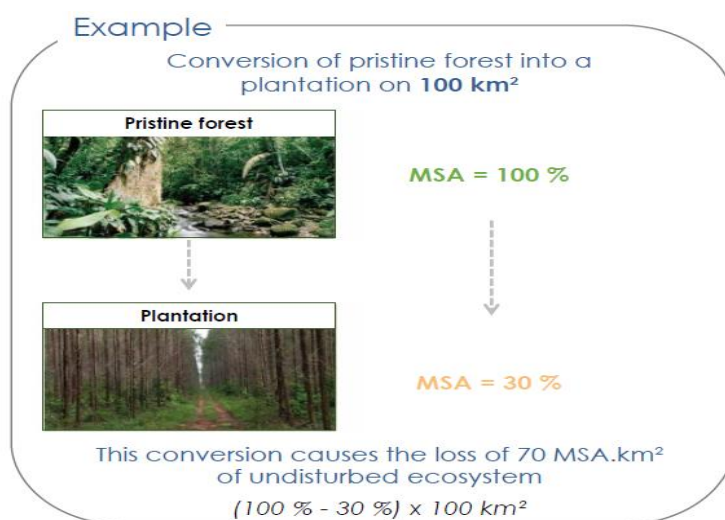 Example
Conversion of pristine forest into a
plantation on 100 km²
Pristine forest
MSA = 100 %
Plantation
MSA = 30 %
This conversion causes the loss of 70 MSA.km²
of undisturbed ecosystem
(100 % - 30 %) x 100 km²